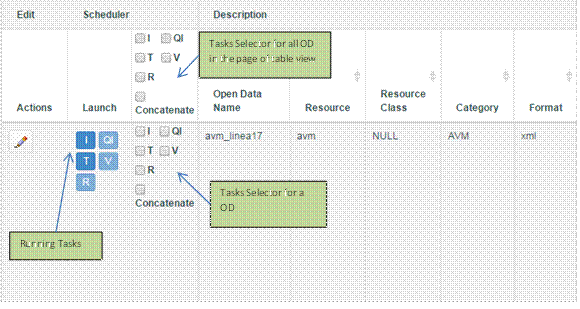 Edit Scheduler Description
I QI
T V
R
Concatenate
Tasks Selector for all OD
in the page of table view
Actions Launch Open Data Name Resource Resource Class Category Format
I QI
T V
R
I QI
T V
R
Concatenate
avm_linea17 avm NULL AVM xml
Tasks Selector for a
OD
Running Tasks